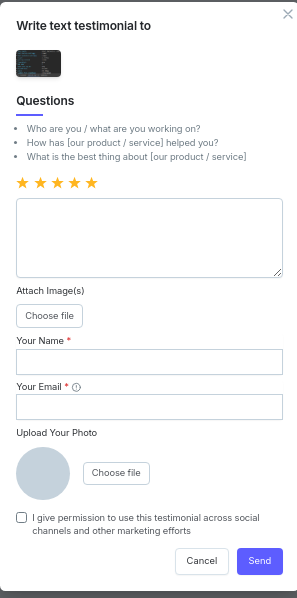 Write text testimonial to
Questions
Who are you / what are you working on?
How has [our product / service] helped you?
What is the best thing about [our product / service]
Attach Image(s)
Choose file
Your Name *
Your Email *
Upload Your Photo
Choose file
I give permission to use this testimonial across social
channels and other marketing efforts
Cancel
Send